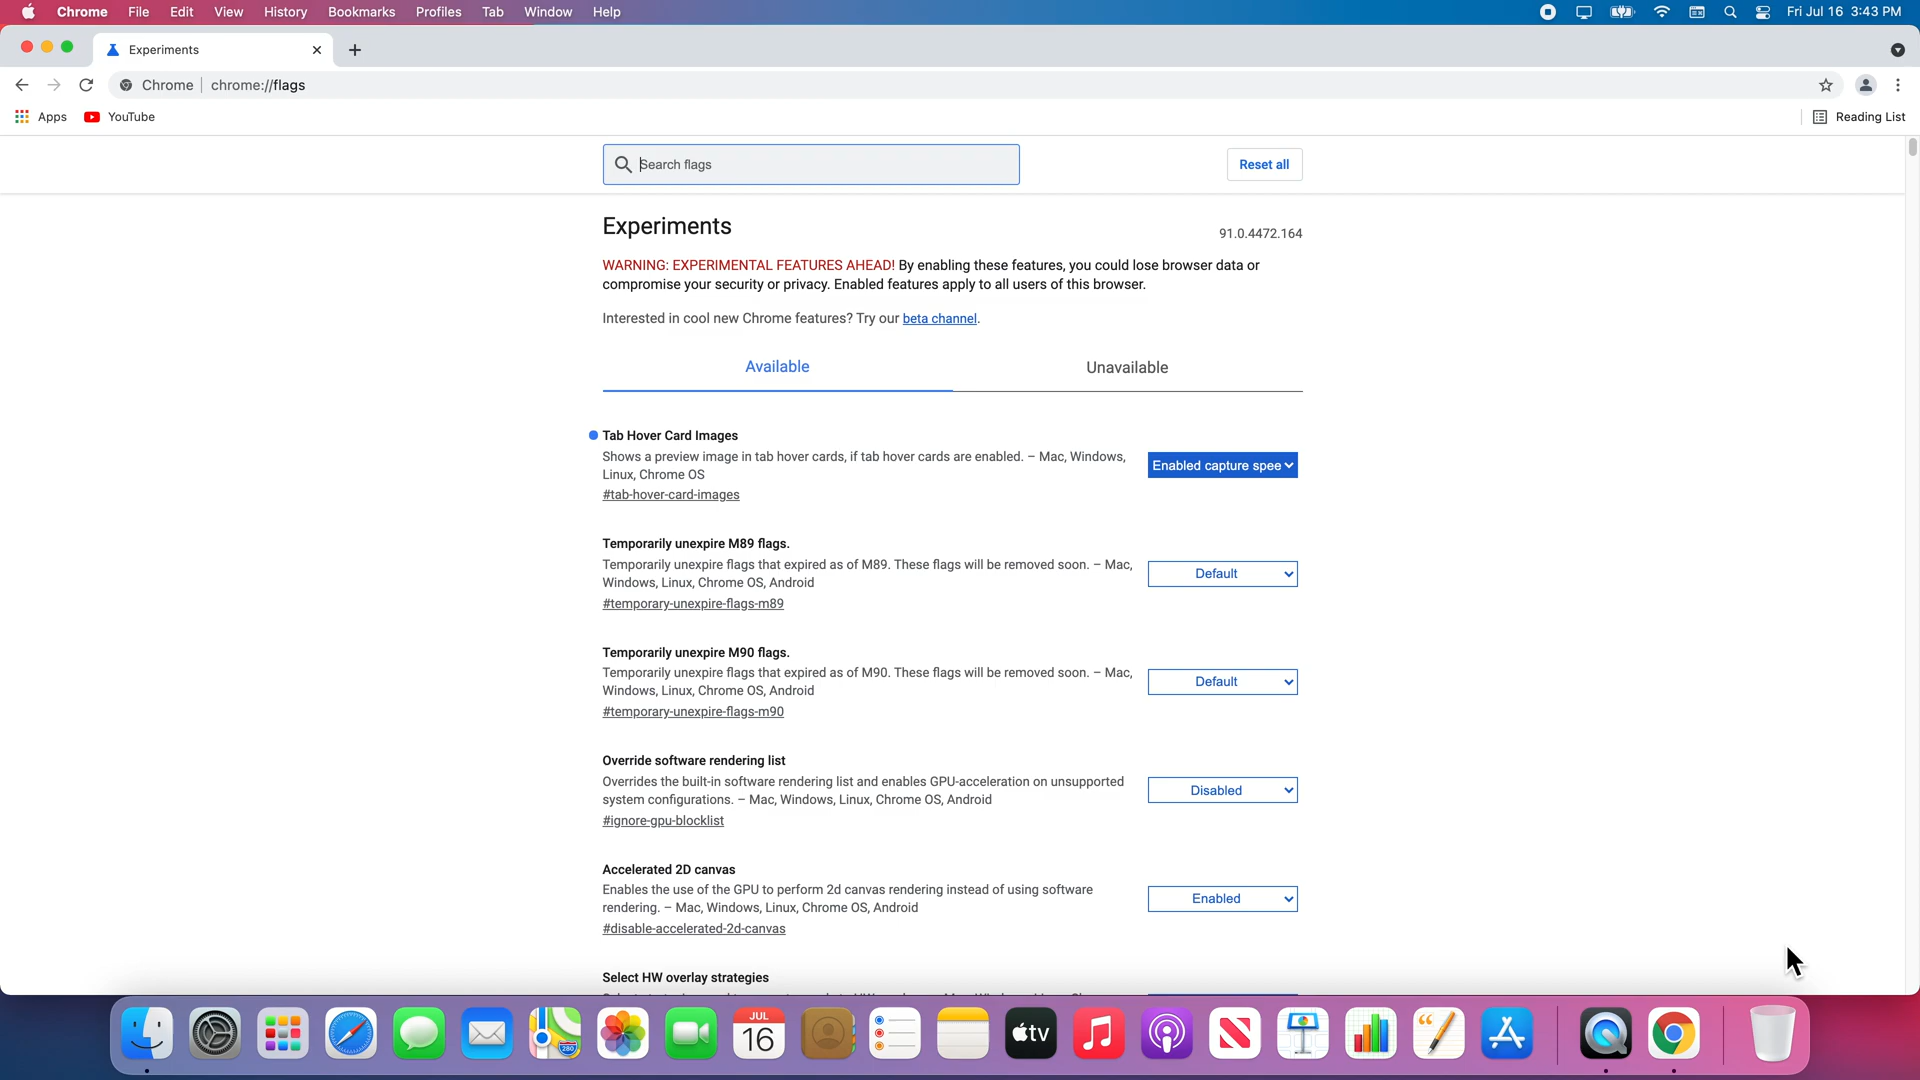 Chrome File Edit View History Bookmarks Profiles Tab Window Help Fri Jul 16 3:43 PM
Experiments
Chrome chrome://flags
Apps YouTube Reading List
Search flags Reset all
Experiments 91.0.4472.164
WARNING: EXPERIMENTAL FEATURES AHEAD! By enabling these features, you could lose browser data or
compromise your security or privacy. Enabled features apply to all users of this browser.
Interested in cool new Chrome features? Try our beta channel.
Available Unavailable
Tab Hover Card Images
Shows a preview image in tab hover cards, if tab hover cards are enabled. – Mac, Windows,
Linux, Chrome OS
Enabled capture spee
#tab-hover-card-images
Temporarily unexpire M89 flags.
Temporarily unexpire flags that expired as of M89. These flags will be removed soon. – Mac,
Windows, Linux, Chrome OS, Android
Default
#temporary-unexpire-flags-m89
Temporarily unexpire M90 flags.
Temporarily unexpire flags that expired as of M90. These flags will be removed soon. – Mac,
Windows, Linux, Chrome OS, Android
Default
#temporary-unexpire-flags-m90
Override software rendering list
Overrides the built-in software rendering list and enables GPU-acceleration on unsupported
system configurations. – Mac, Windows, Linux, Chrome OS, Android
Disabled
#ignore-gpu-blocklist
Accelerated 2D canvas
Enables the use of the GPU to perform 2d canvas rendering instead of using software
rendering. – Mac, Windows, Linux, Chrome OS, Android
Enabled
#disable-accelerated-2d-canvas
Select HW overlay strategies
280
JUL
16
tv